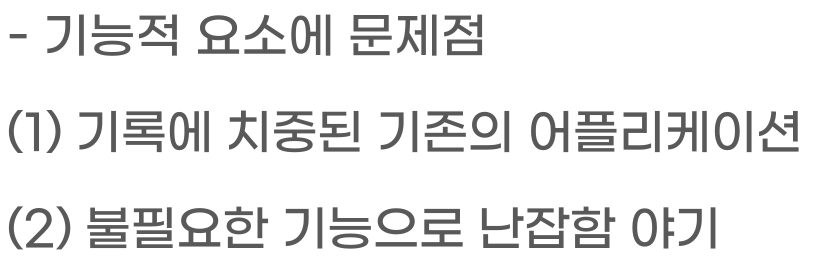 - 기능적 요소에 문제점
(1) 기록에 치중된 기존의 어플리케이션
(2) 불필요한 기능으로 난잡함 야기